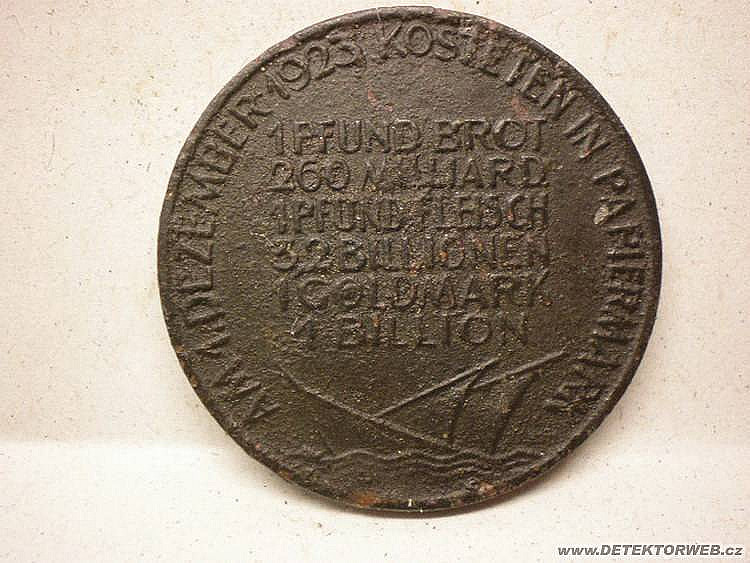 AM 1. DEZEMBER · 1923, KOSTETEN IN PAPIERMARK
1 PFUND BROT
260 MILLIARD
1 PFUND FLEISCH
3,2 BILLIONEN
1 GOLDMARK
1 BILLION
www.DETEKTORWEB.cz